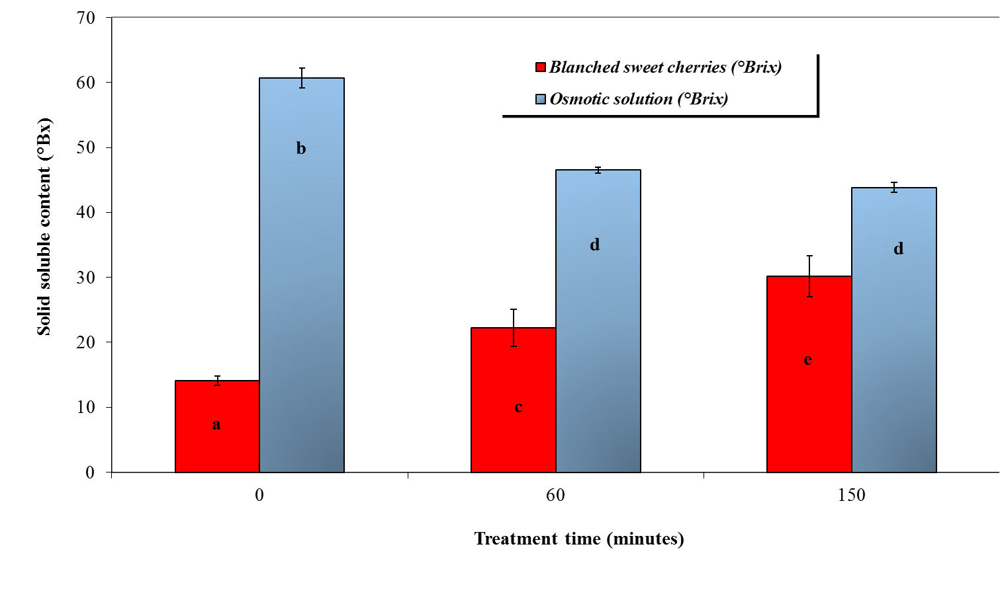 70
60
50
40
30
20
10
0
Solid soluble content (°Bx)
Blanched sweet cherries (°Brix)
Osmotic solution (°Brix)
a
b
c
d
e
d
0
60
150
Treatment time (minutes)